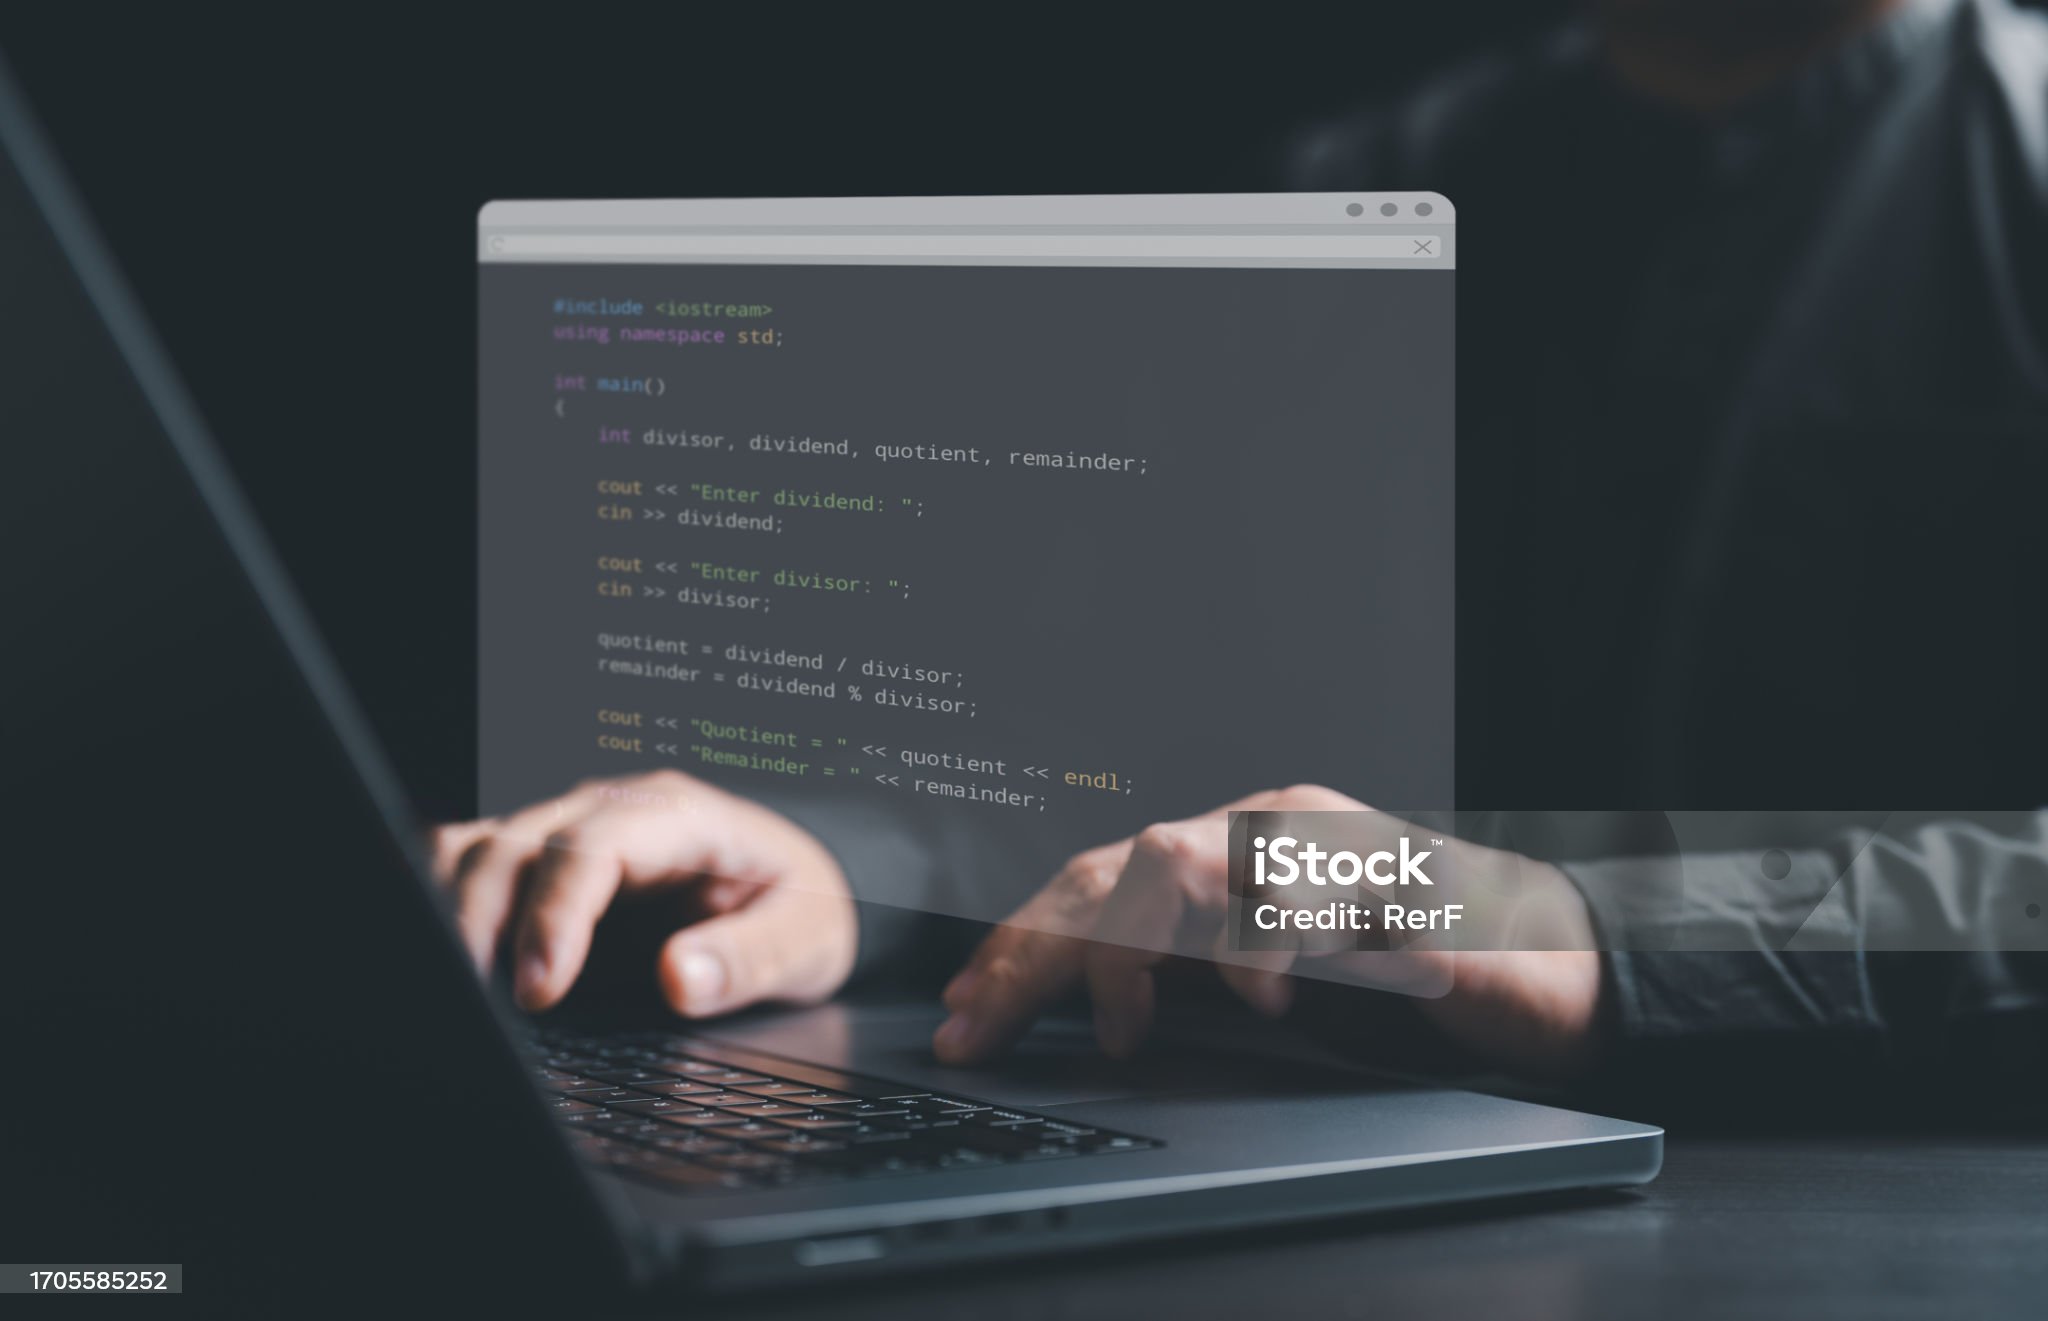 #include <iostream>
using namespace std;
int main()
{
    int divisor, dividend, quotient, remainder;
    cout << "Enter dividend: ";
    cin >> dividend;
    cout << "Enter divisor: ";
    cin >> divisor;
    quotient = dividend / divisor;
    remainder = dividend % divisor;
    cout << "Quotient = " << quotient << endl;
    cout << "Remainder = " << remainder;
    return 0;
}
iStock™
Credit: RerF
1705585252